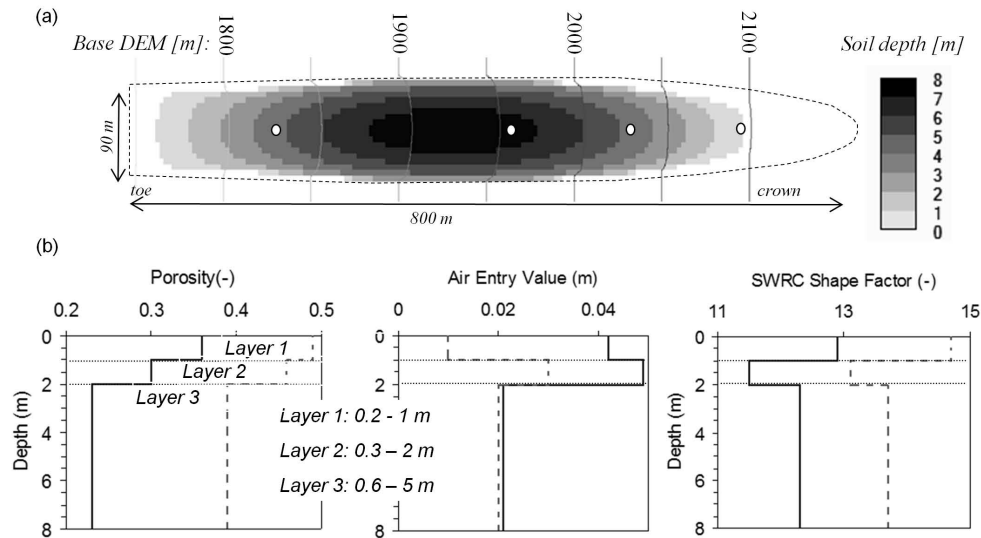 (a)
Base DEM [m]: 1800 1900 2000 2100 Soil depth [m]
8
7
6
5
4
3
2
1
0
90 m
toe
crown
800 m
(b)
Porosity(-)
0.2 0.3 0.4 0.5
0
2
4
6
8
Depth (m)
Layer 1
Layer 2
Layer 3
Layer 1: 0.2 - 1 m
Layer 2: 0.3 – 2 m
Layer 3: 0.6 – 5 m
Air Entry Value (m)
0 0.02 0.04
0
2
4
6
8
SWRC Shape Factor (-)
11 13 15
0
2
4
6
8
Depth (m)